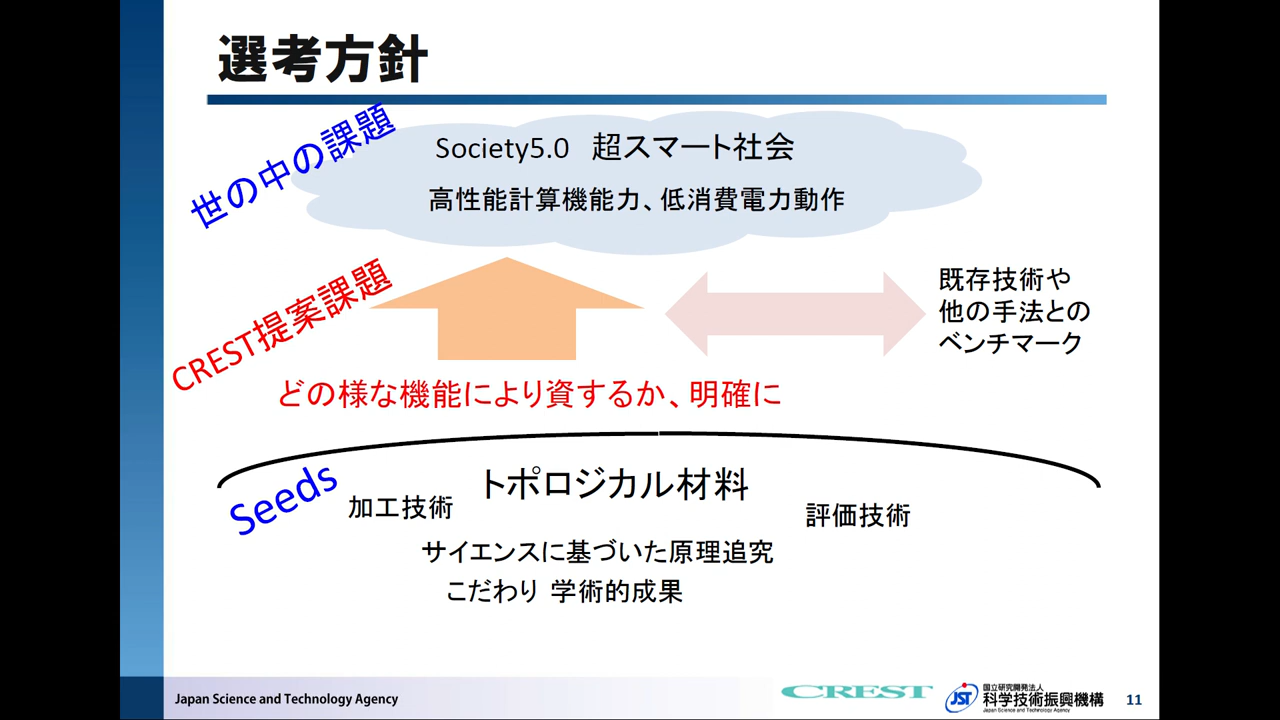 選考方針
世の中の課題
Society5.0 超スマート社会
高性能計算機能力、低消費電力動作
CREST提案課題
既存技術や
他の手法との
ベンチマーク
どの様な機能により資するか、明確に
Seeds
トポロジカル材料
加工技術
評価技術
サイエンスに基づいた原理追究
こだわり 学術的成果
Japan Science and Technology Agency
CREST
JST
国立研究開発法人
科学技術振興機構
Japan Science and Technology Agency
11